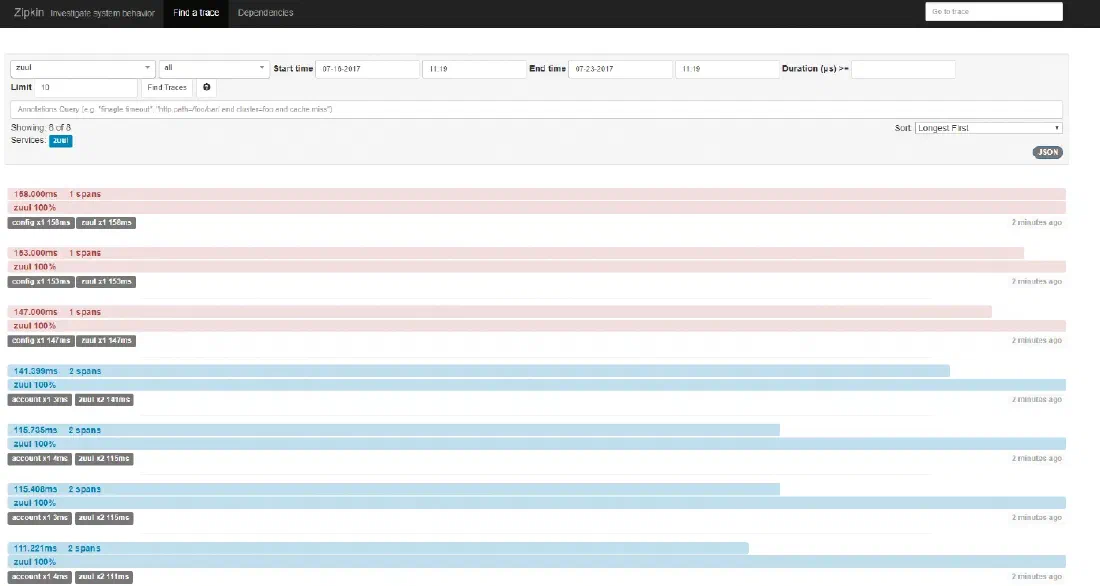 Zipkin Investigate system behavior Find a trace Dependencies Go to trace
zuul all Start time 07-16-2017 11:19 End time 07-23-2017 11:19 Duration (μs) >=
Limit 10 Find Traces
Annotations Query (e.g. "finagle.timeout", "http.path=/foo/bar/ and cluster=foo and cache.miss")
Showing: 8 of 8
Services: zuul
Sort: Longest First
JSON
158.000ms 1 spans
zuul 100%
config x1 158ms zuul x1 158ms 2 minutes ago
153.000ms 1 spans
zuul 100%
config x1 153ms zuul x1 153ms 2 minutes ago
147.000ms 1 spans
zuul 100%
config x1 147ms zuul x1 147ms 2 minutes ago
141.399ms 2 spans
zuul 100%
account x1 3ms zuul x2 141ms 2 minutes ago
115.735ms 2 spans
zuul 100%
account x1 4ms zuul x2 115ms 2 minutes ago
115.408ms 2 spans
zuul 100%
account x1 3ms zuul x2 115ms 2 minutes ago
111.221ms 2 spans
zuul 100%
account x1 4ms zuul x2 111ms 2 minutes ago